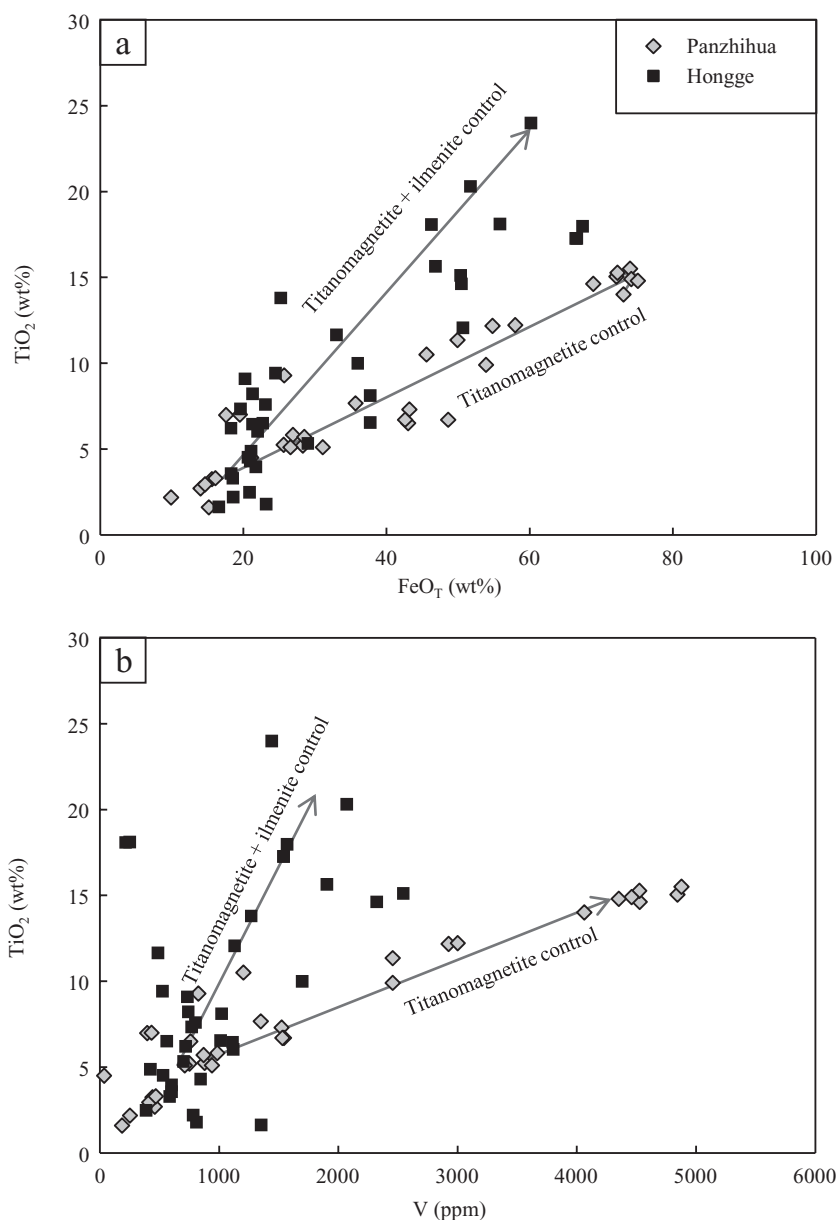 a
Panzhihua
Hongge
30
25
20
15
10
5
0
TiO2 (wt%)
Titanomagnetite + ilmenite control
Titanomagnetite control
0 20 40 60 80 100
FeOT (wt%)
b
30
25
20
15
10
5
0
TiO2 (wt%)
Titanomagnetite + ilmenite control
Titanomagnetite control
0 1000 2000 3000 4000 5000 6000
V (ppm)